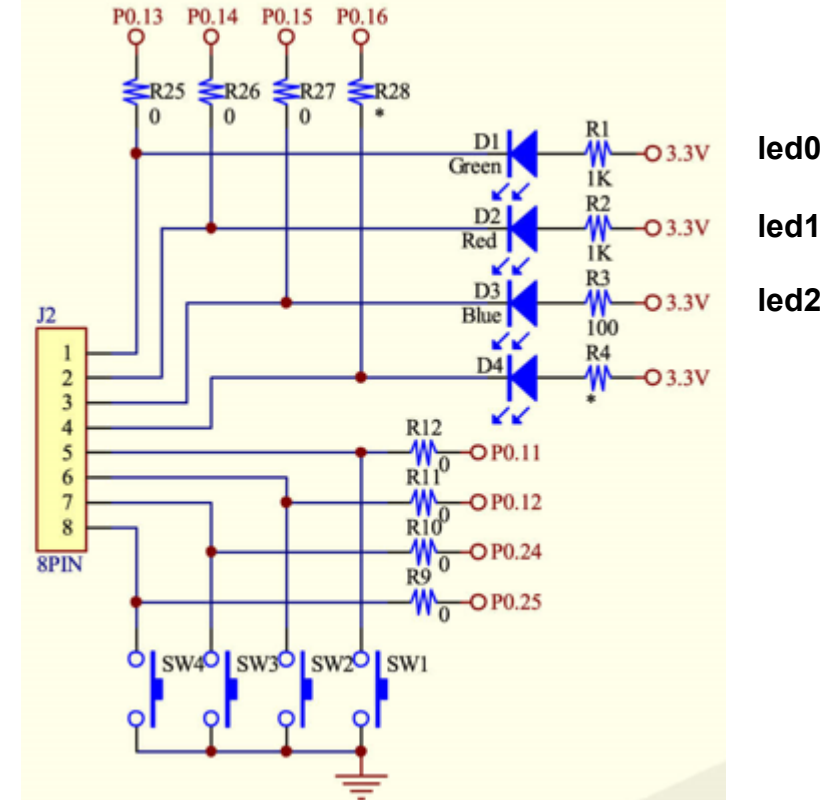 P0.13 P0.14 P0.15 P0.16
R25 R26 R27 R28
0 0 0 *
D1 R1 3.3V led0
Green 1K
D2 R2 3.3V led1
Red 1K
D3 R3 3.3V led2
Blue 100
D4 R4 3.3V
*
J2
1
2
3
4
5
6
7
8
8PIN
R12 0 P0.11
R11 0 P0.12
R10 0 P0.24
R9 0 P0.25
SW4 SW3 SW2 SW1